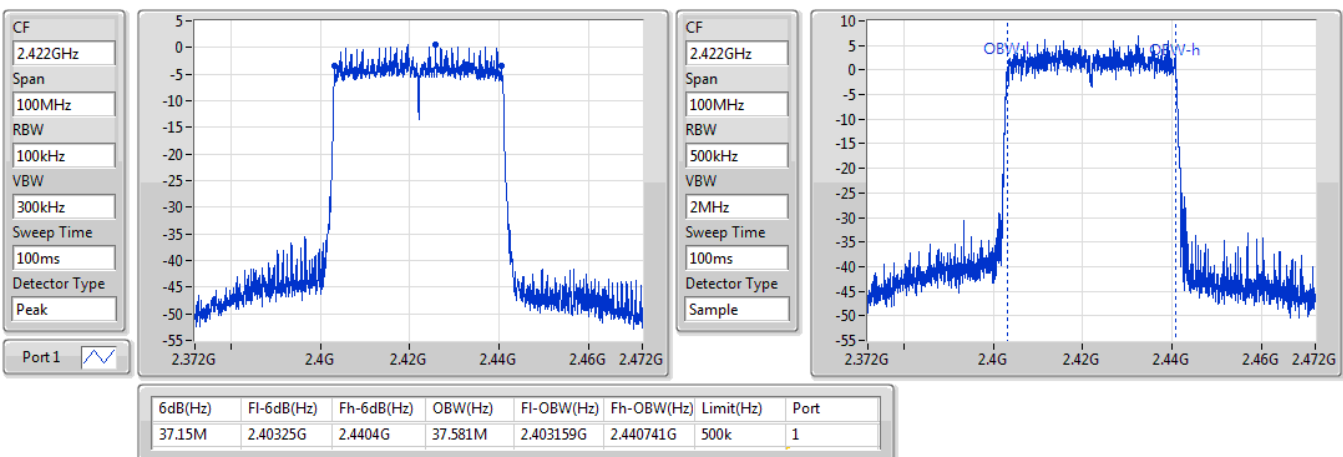 CF
2.422GHz
Span
100MHz
RBW
100kHz
VBW
300kHz
Sweep Time
100ms
Detector Type
Peak
Port 1
5
0
-5
-10
-15
-20
-25
-30
-35
-40
-45
-50
-55
2.372G 2.4G 2.42G 2.44G 2.46G 2.472G
CF
2.422GHz
Span
100MHz
RBW
500kHz
VBW
2MHz
Sweep Time
100ms
Detector Type
Sample
10
5
0
-5
-10
-15
-20
-25
-30
-35
-40
-45
-50
-55
OBW-l OBW-h
2.372G 2.4G 2.42G 2.44G 2.46G 2.472G
6dB(Hz) Fl-6dB(Hz) Fh-6dB(Hz) OBW(Hz) Fl-OBW(Hz) Fh-OBW(Hz) Limit(Hz) Port
37.15M 2.40325G 2.4404G 37.581M 2.403159G 2.440741G 500k 1